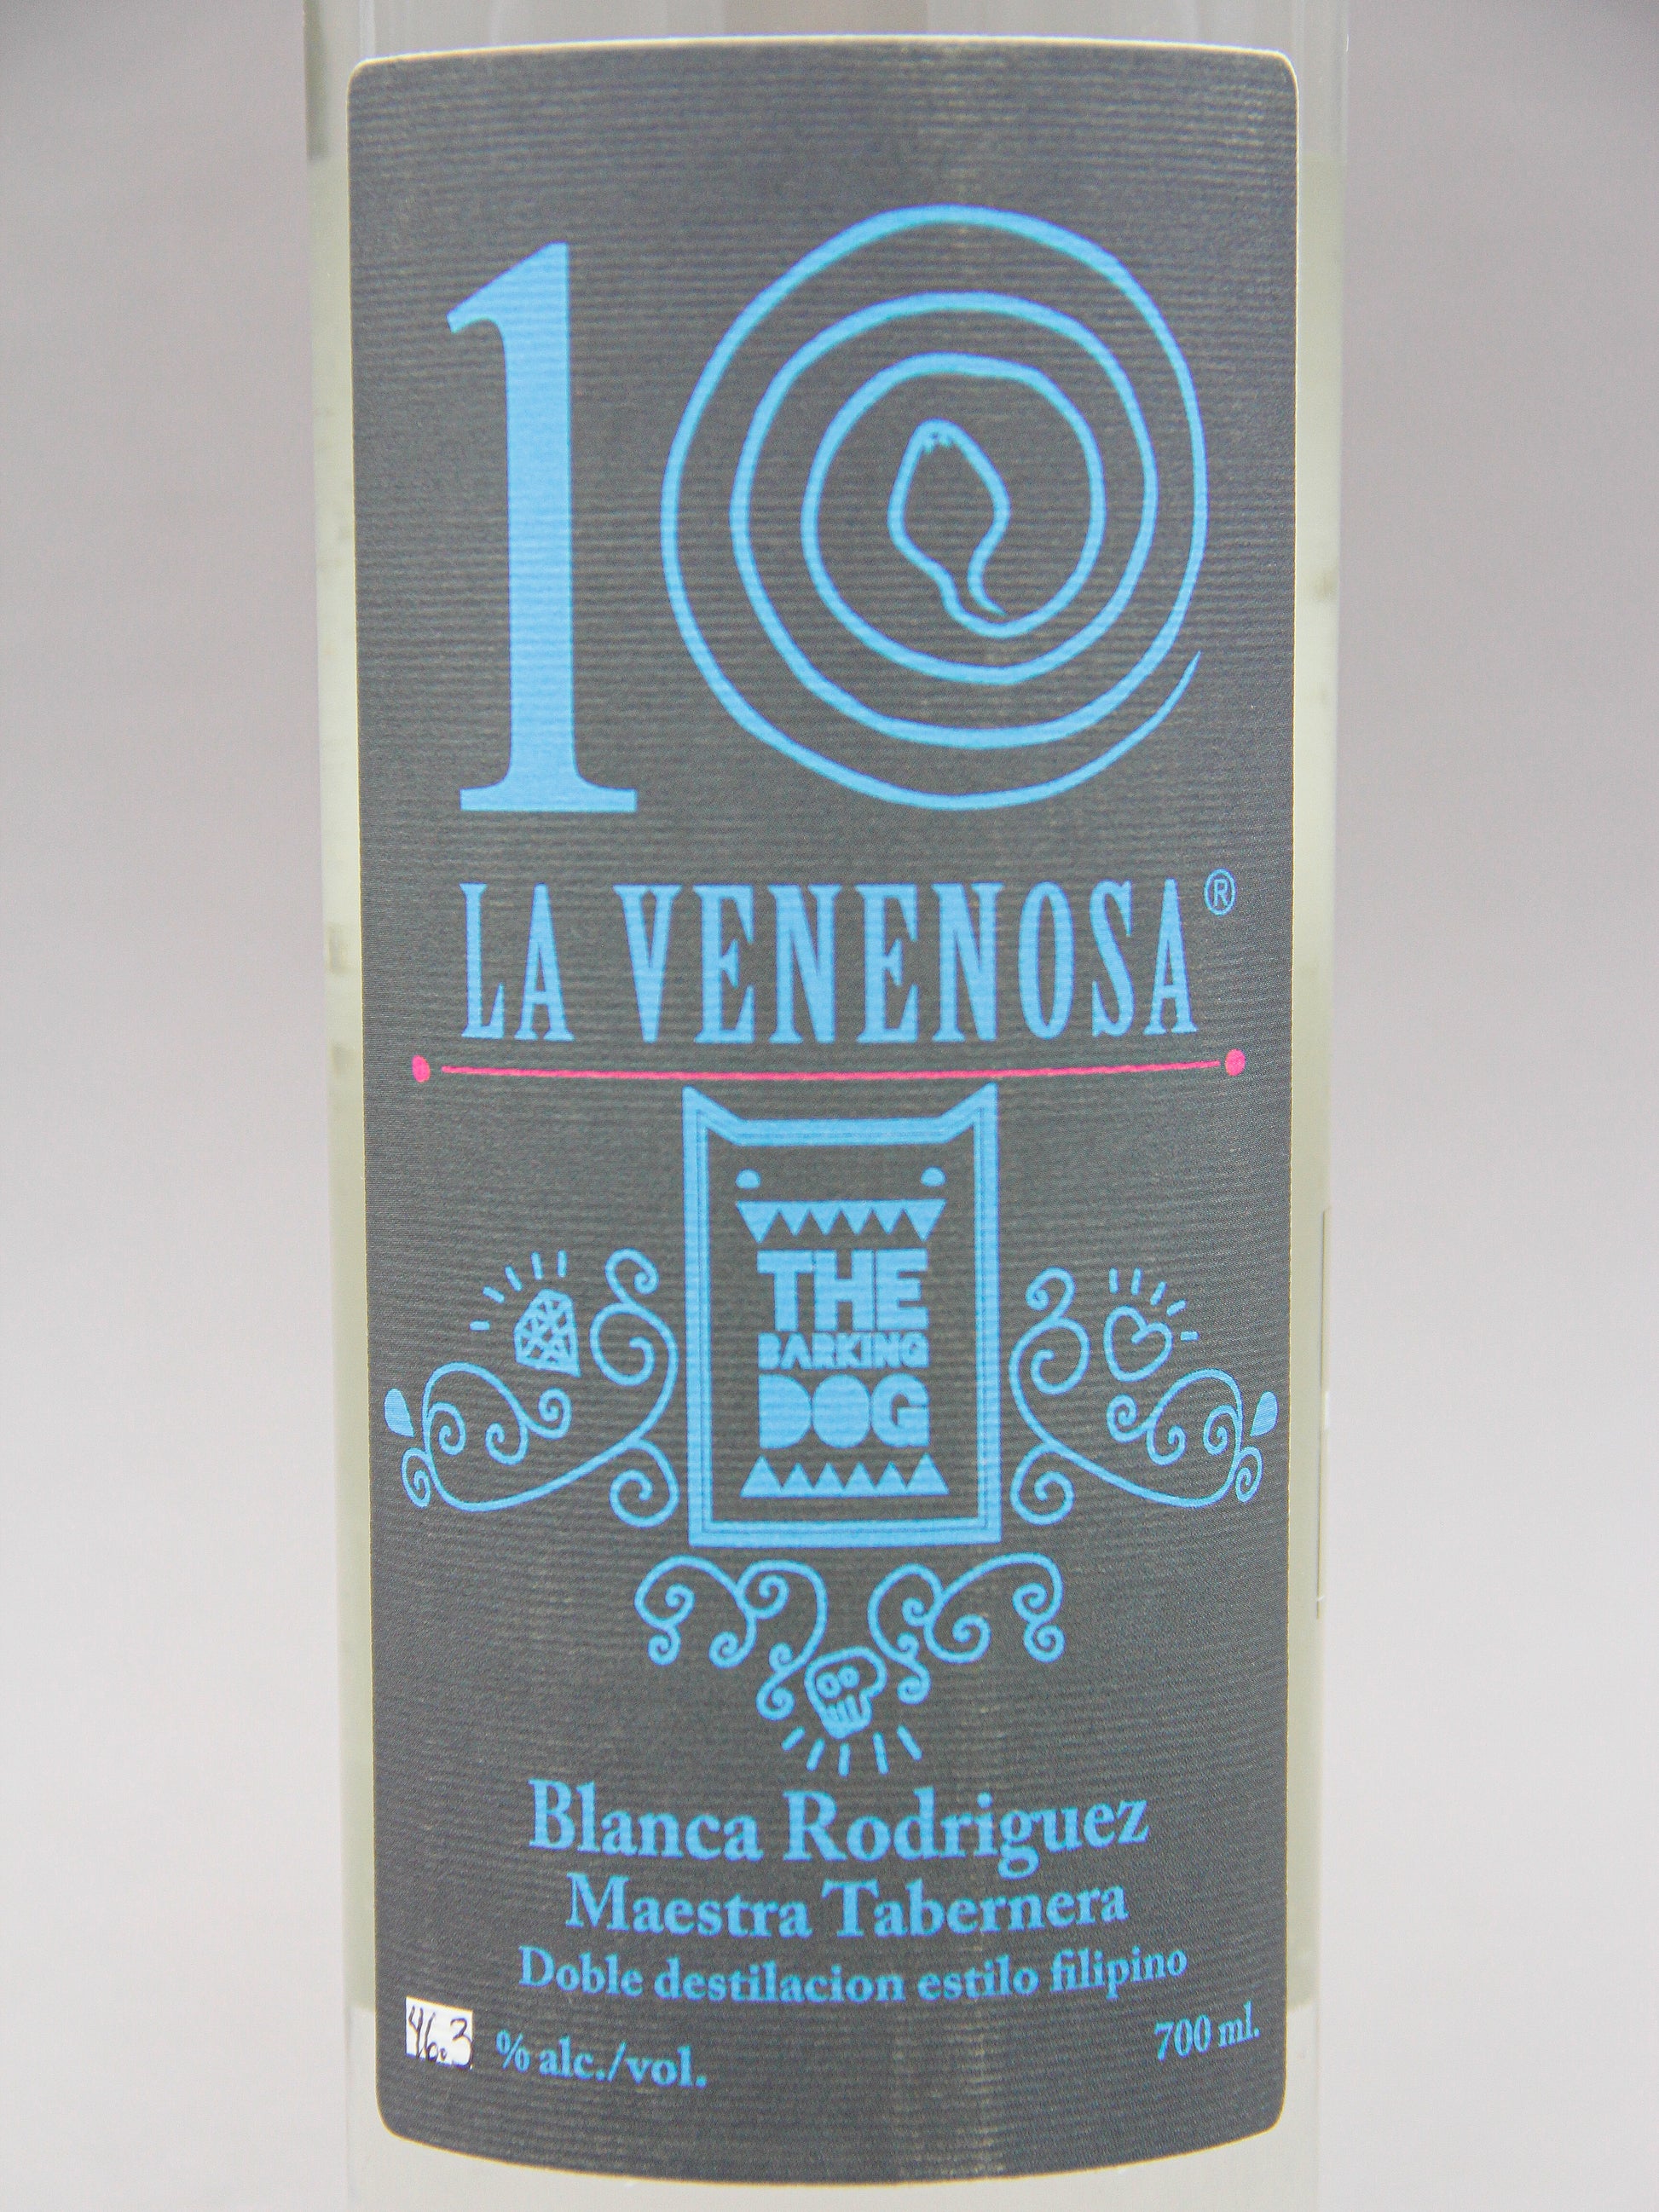 10
LA VENENOSA®
THE
BARKING
DOG
Blanca Rodriguez
Maestra Tabernera
Doble destilacion estilo filipino
46.3 % alc./vol.
700 ml.